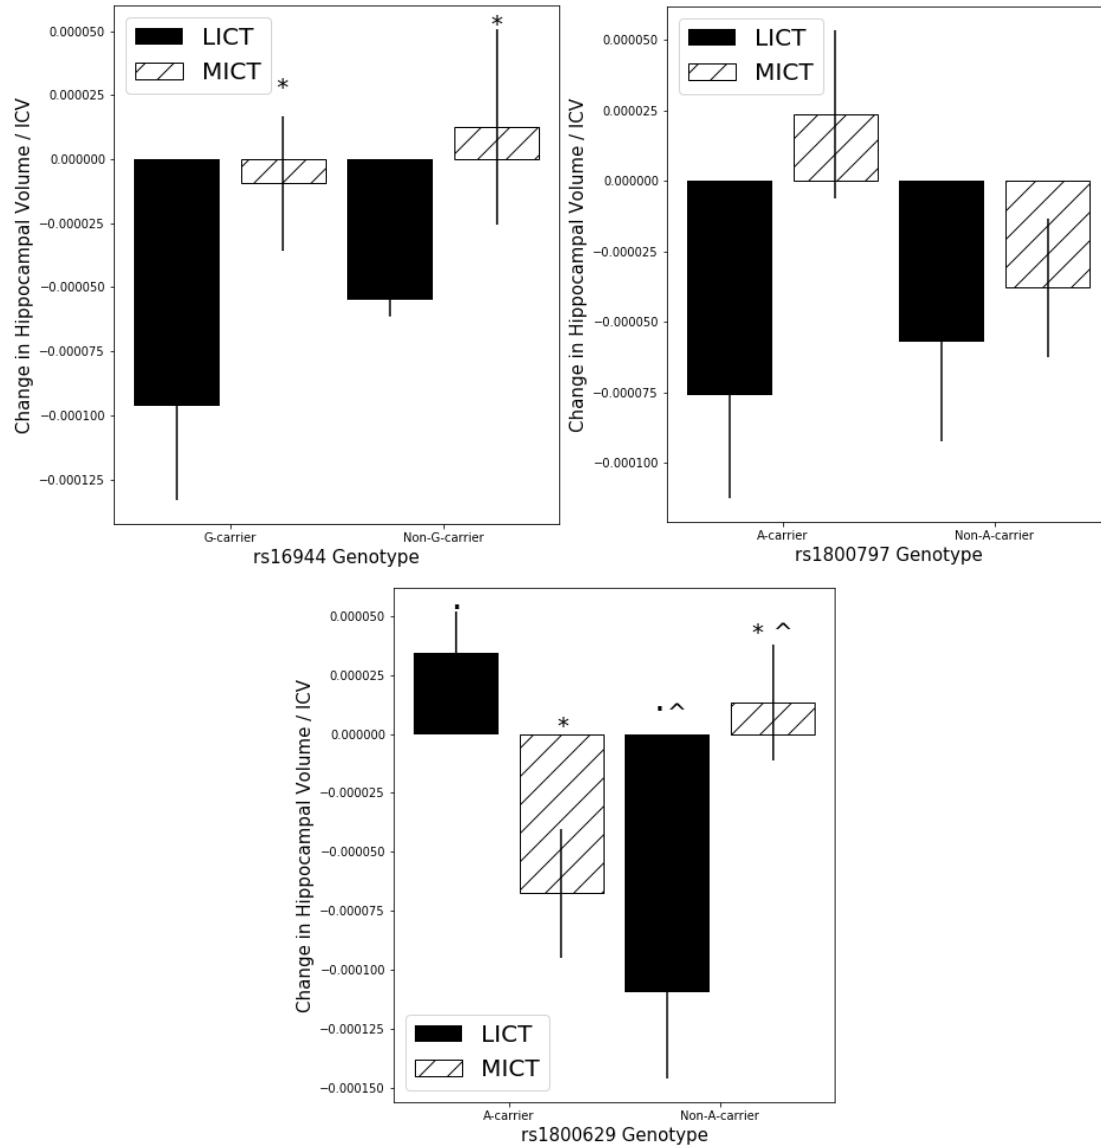 LICT
MICT
*
*
0.000050
0.000025
0.000000
−0.000025
−0.000050
−0.000075
−0.000100
−0.000125
Change in Hippocampal Volume / ICV
G-carrier
Non-G-carrier
rs16944 Genotype
LICT
MICT
0.000050
0.000025
0.000000
−0.000025
−0.000050
−0.000075
−0.000100
Change in Hippocampal Volume / ICV
A-carrier
Non-A-carrier
rs1800797 Genotype
0.000050
0.000025
0.000000
−0.000025
−0.000050
−0.000075
−0.000100
−0.000125
−0.000150
Change in Hippocampal Volume / ICV
·
*
·^
* ^
LICT
MICT
A-carrier
Non-A-carrier
rs1800629 Genotype